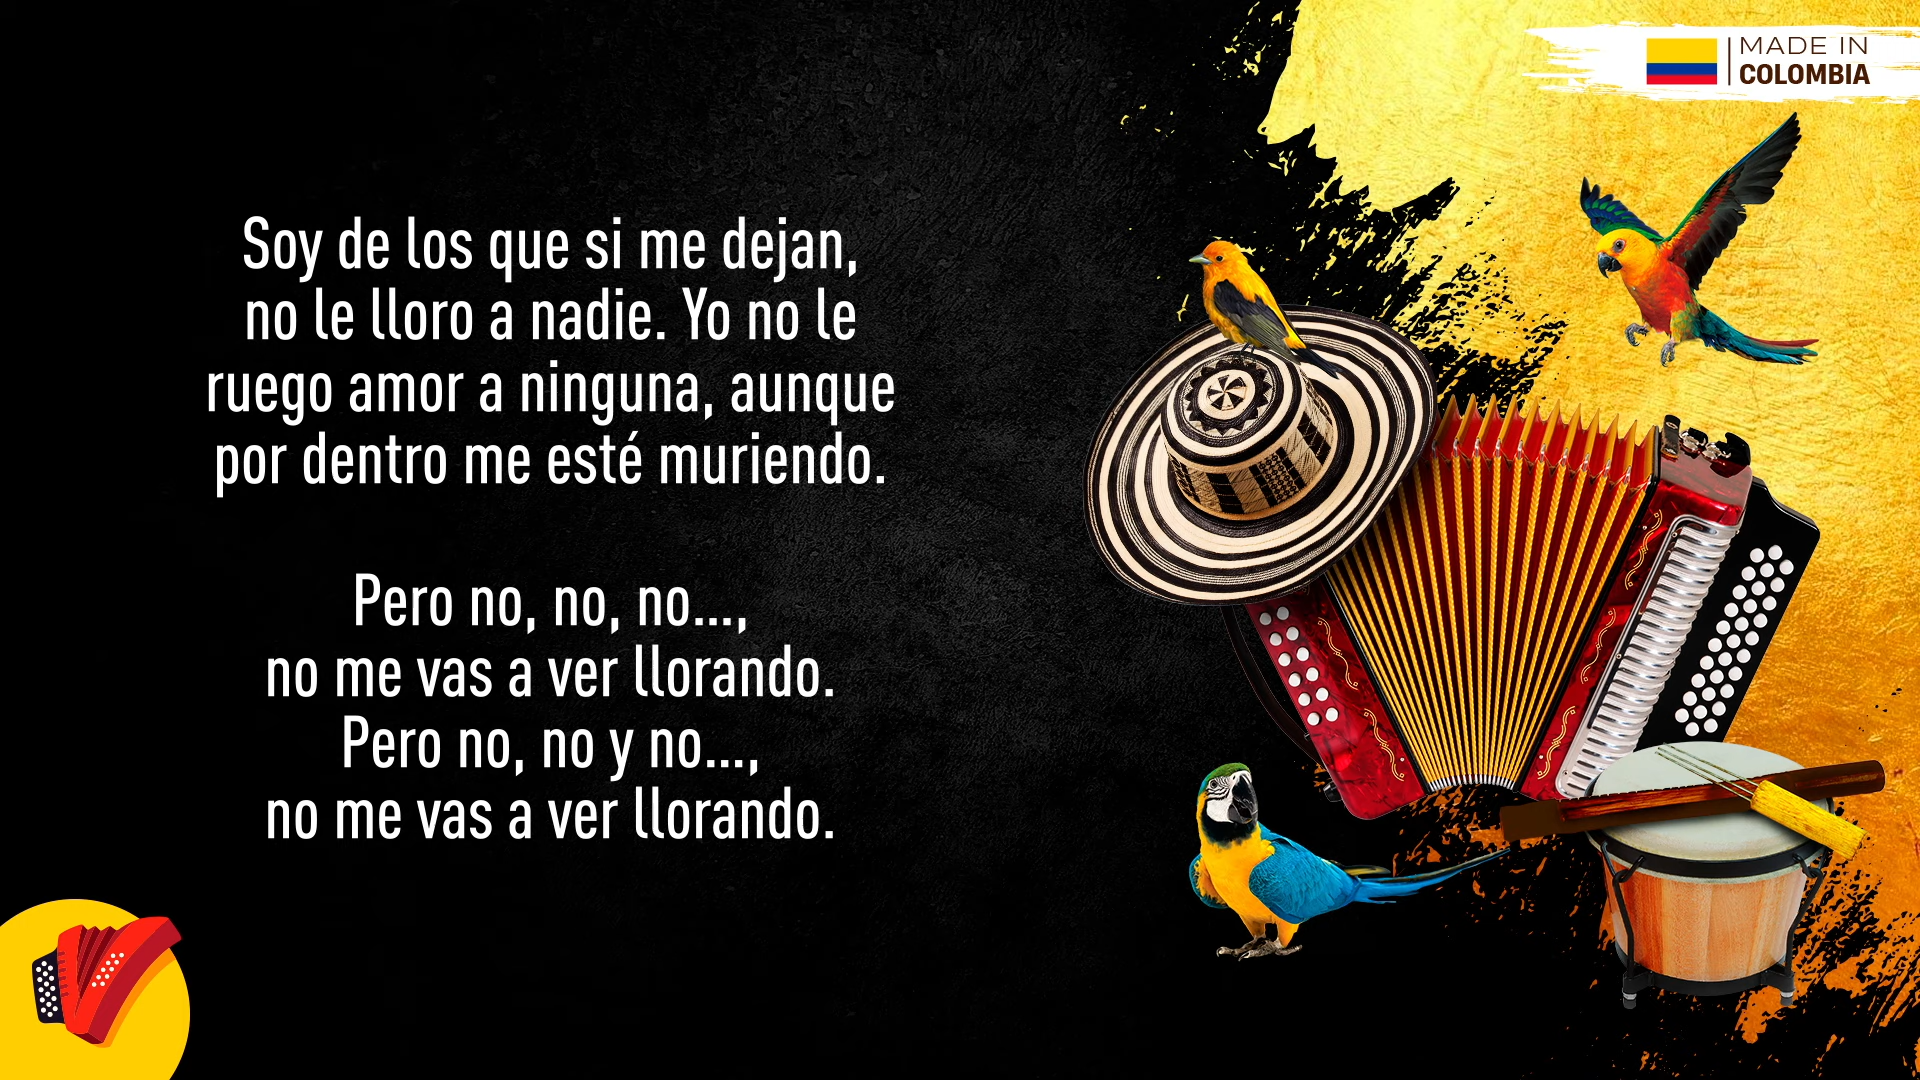 MADE IN
COLOMBIA
Soy de los que si me dejan,
no le lloro a nadie. Yo no le
ruego amor a ninguna, aunque
por dentro me esté muriendo.
Pero no, no, no...,
no me vas a ver llorando.
Pero no, no y no...,
no me vas a ver llorando.